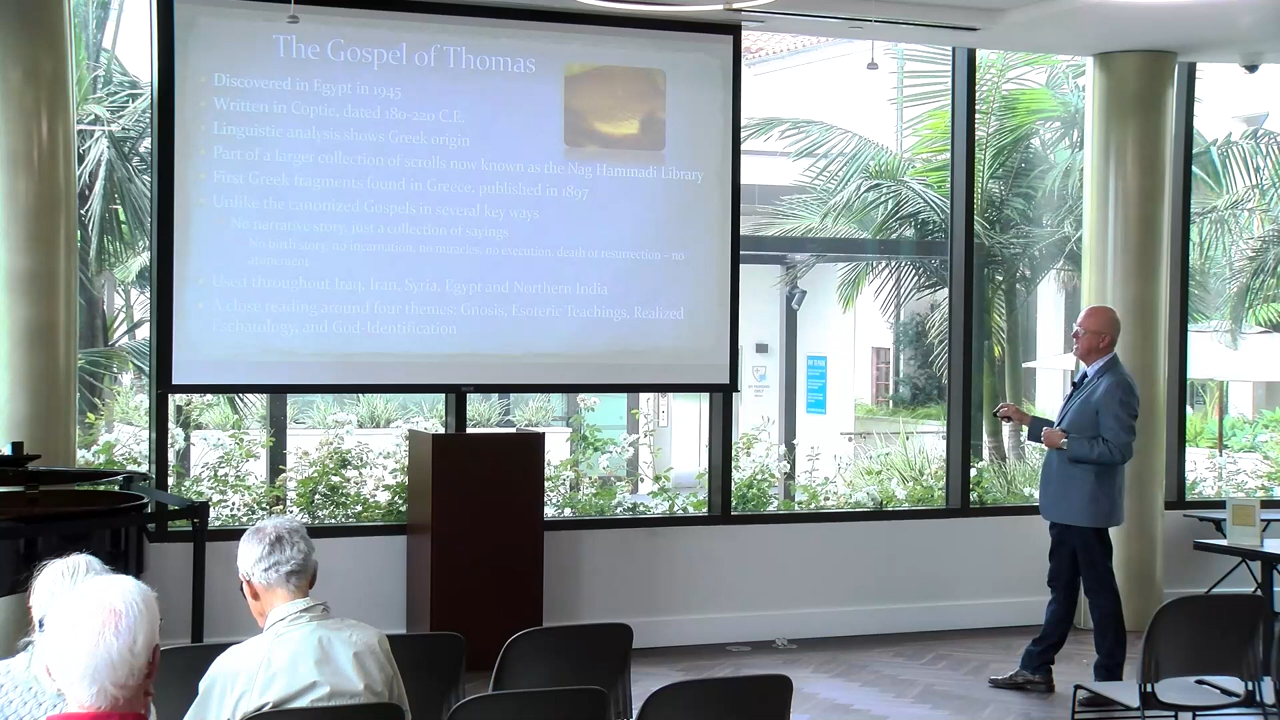 The Gospel of Thomas
Discovered in Egypt in 1945
Written in Coptic, dated 180-220 C.E.
Linguistic analysis shows Greek origin
Part of a larger collection of scrolls now known as the Nag Hammadi Library
First Greek fragments found in Greece, published in 1897
Unlike the canonized Gospels in several key ways
No narrative story, just a collection of sayings
No birth story, no incarnation, no miracles, no execution, death or resurrection – no
atonement
Used throughout Iraq, Iran, Syria, Egypt and Northern India
A close reading around four themes: Gnosis, Esoteric Teachings, Realized
Eschatology, and God-Identification
PAY TO PARK